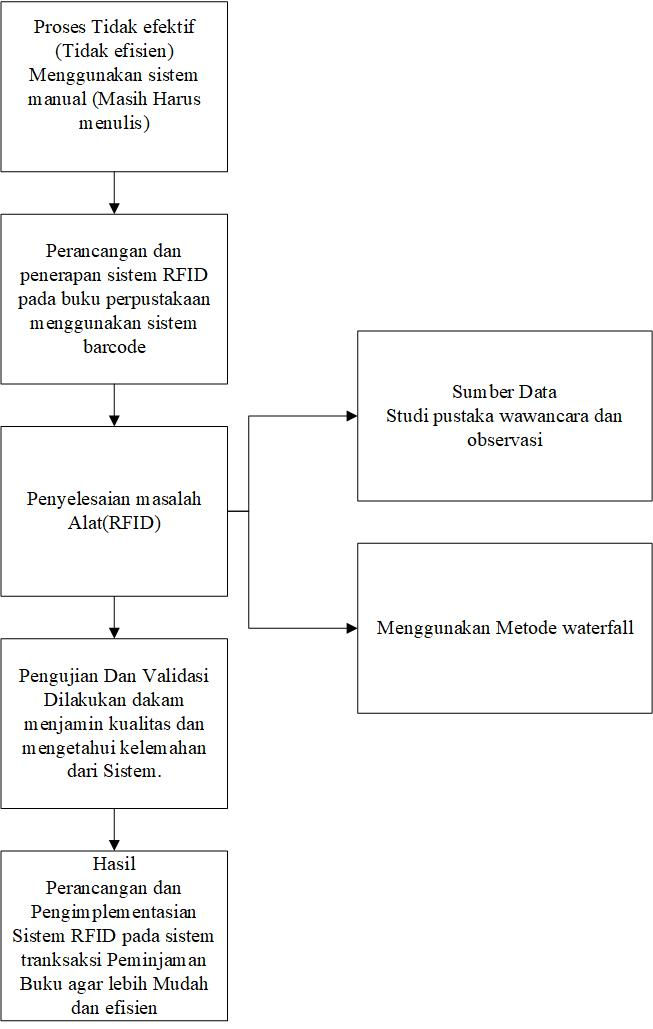 Proses Tidak efektif
(Tidak efisien)
Menggunakan sistem
manual (Masih Harus
menulis)
Perancangan dan
penerapan sistem RFID
pada buku perpustakaan
menggunakan sistem
barcode
Penyelesaian masalah
Alat(RFID)
Sumber Data
Studi pustaka wawancara dan
observasi
Menggunakan Metode waterfall
Pengujian Dan Validasi
Dilakukan dakam
menjamin kualitas dan
mengetahui kelemahan
dari Sistem.
Hasil
Perancangan dan
Pengimplementasian
Sistem RFID pada sistem
tranksaksi Peminjaman
Buku agar lebih Mudah
dan efisien